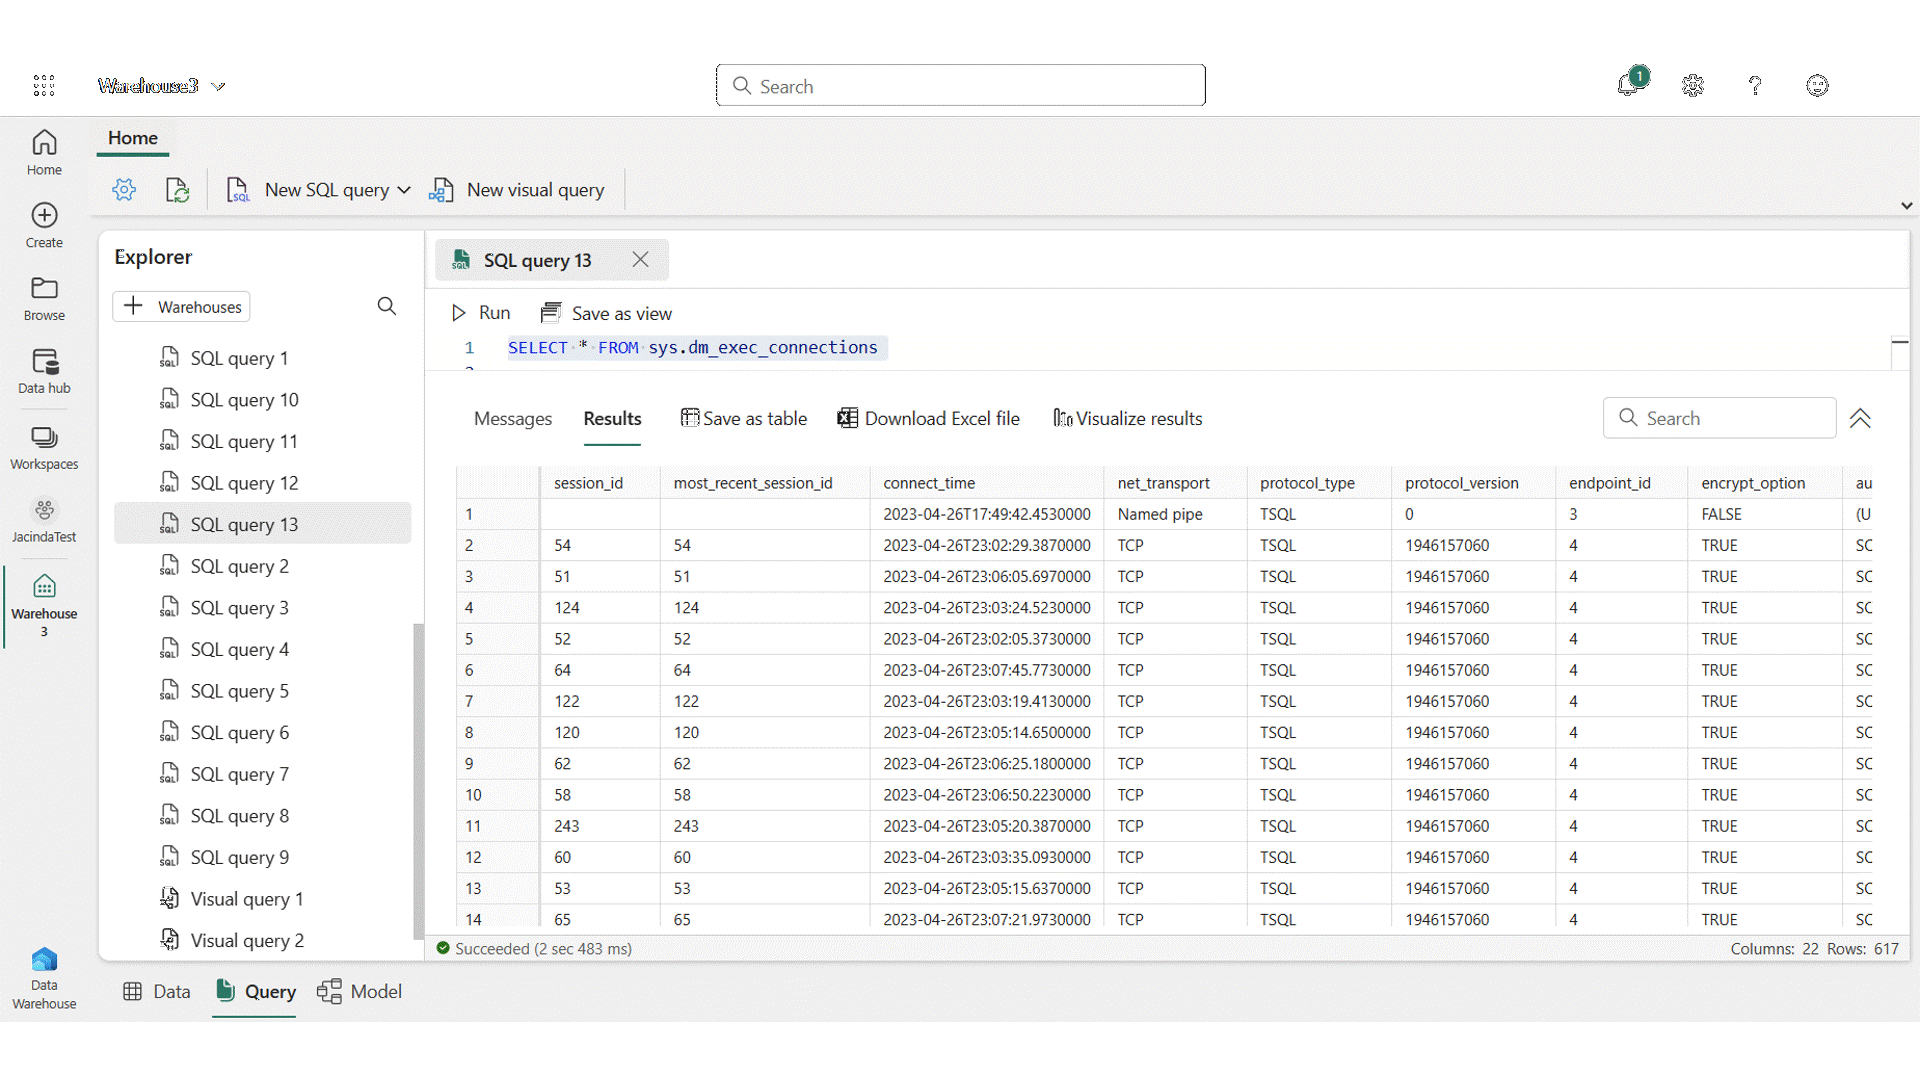 Warehouse3
Search
1
Home
Home
New SQL query
New visual query
Create
Browse
Data hub
Workspaces
JacindaTest
Warehouse
3
Data
Warehouse
Explorer
Warehouses
SQL query 1
SQL query 10
SQL query 11
SQL query 12
SQL query 13
SQL query 2
SQL query 3
SQL query 4
SQL query 5
SQL query 6
SQL query 7
SQL query 8
SQL query 9
Visual query 1
Visual query 2
SQL query 13
Run Save as view
1 SELECT * FROM sys.dm_exec_connections
Messages Results Save as table Download Excel file Visualize results Search
session_id most_recent_session_id connect_time net_transport protocol_type protocol_version endpoint_id encrypt_option au
1 2023-04-26T17:49:42.4530000 Named pipe TSQL 0 3 FALSE (U
2 54 54 2023-04-26T23:02:29.3870000 TCP TSQL 1946157060 4 TRUE SC
3 51 51 2023-04-26T23:06:05.6970000 TCP TSQL 1946157060 4 TRUE SC
4 124 124 2023-04-26T23:03:24.5230000 TCP TSQL 1946157060 4 TRUE SC
5 52 52 2023-04-26T23:02:05.3730000 TCP TSQL 1946157060 4 TRUE SC
6 64 64 2023-04-26T23:07:45.7730000 TCP TSQL 1946157060 4 TRUE SC
7 122 122 2023-04-26T23:03:19.4130000 TCP TSQL 1946157060 4 TRUE SC
8 120 120 2023-04-26T23:05:14.6500000 TCP TSQL 1946157060 4 TRUE SC
9 62 62 2023-04-26T23:06:25.1800000 TCP TSQL 1946157060 4 TRUE SC
10 58 58 2023-04-26T23:06:50.2230000 TCP TSQL 1946157060 4 TRUE SC
11 243 243 2023-04-26T23:05:20.3870000 TCP TSQL 1946157060 4 TRUE SC
12 60 60 2023-04-26T23:03:35.0930000 TCP TSQL 1946157060 4 TRUE SC
13 53 53 2023-04-26T23:05:15.6370000 TCP TSQL 1946157060 4 TRUE SC
14 65 65 2023-04-26T23:07:21.9730000 TCP TSQL 1946157060 4 TRUE SC
Succeeded (2 sec 483 ms) Columns: 22 Rows: 617
Data Query Model